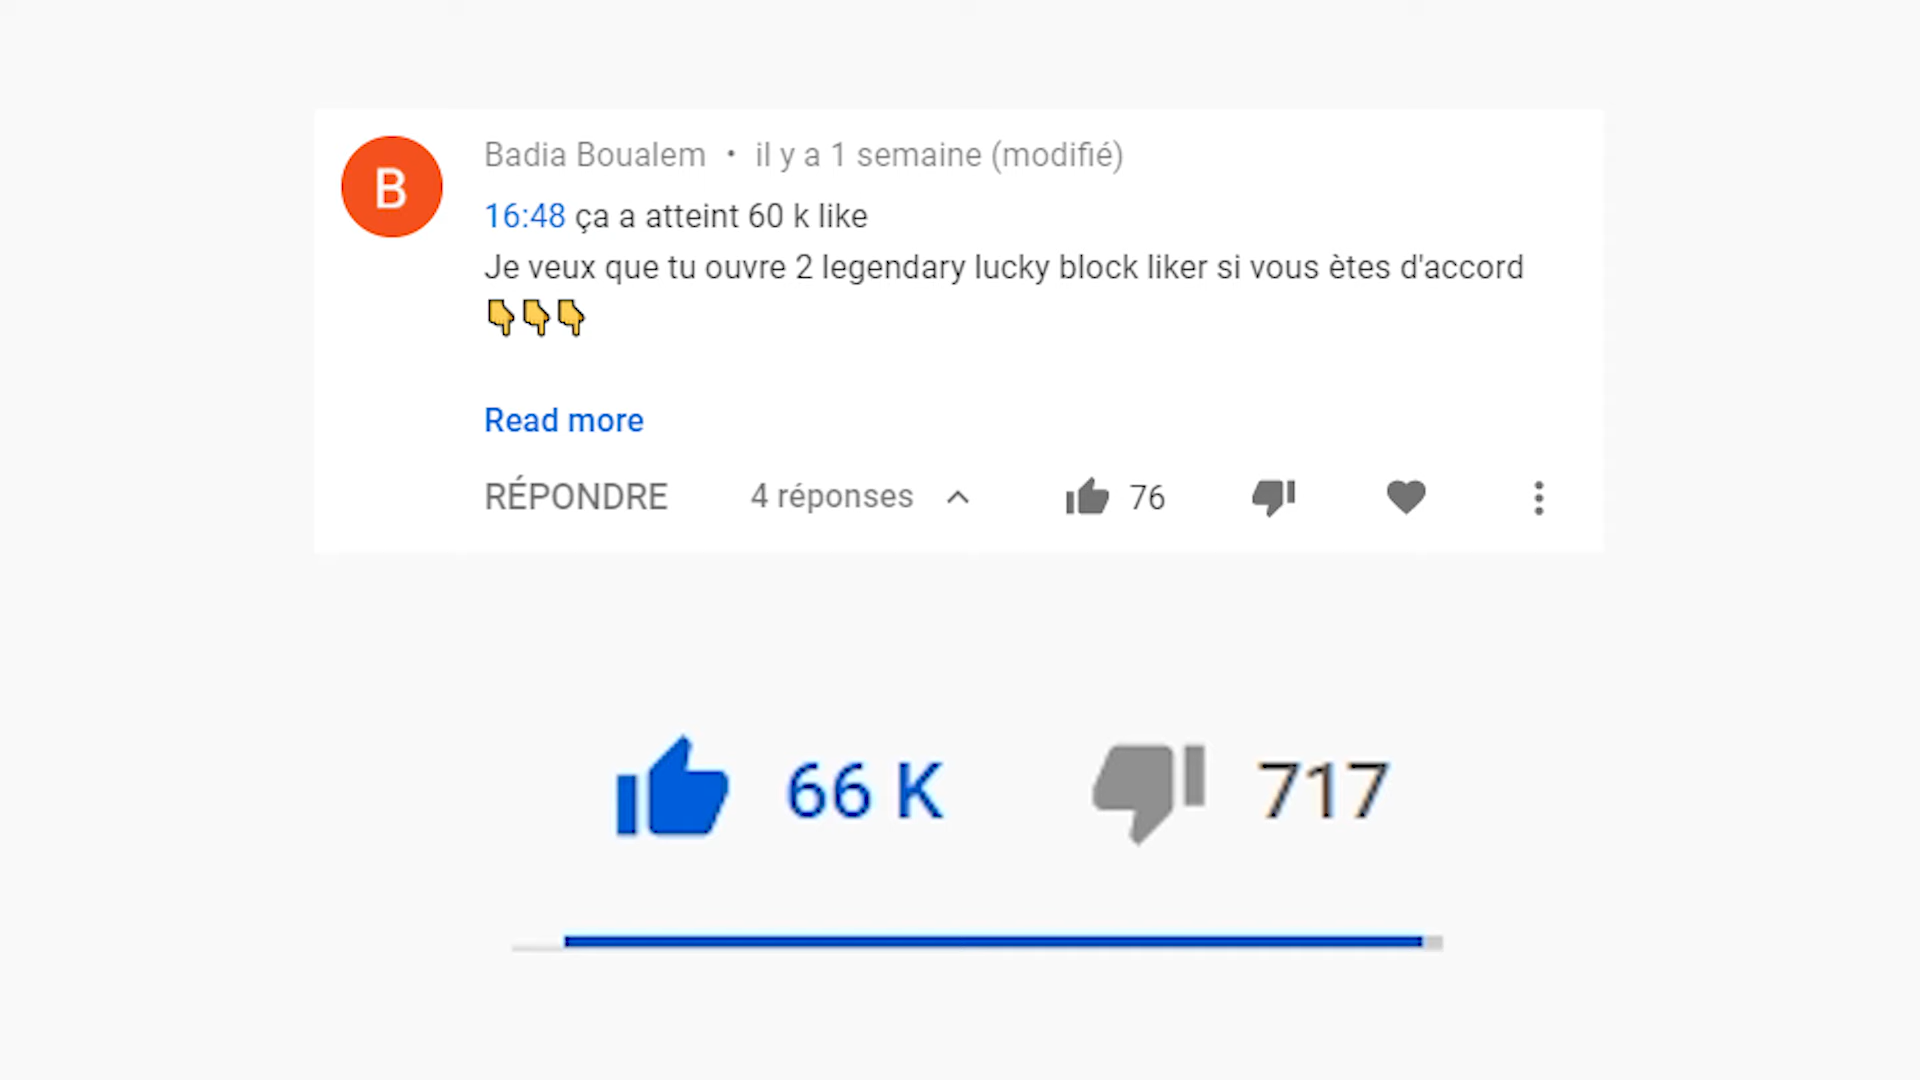 B
Badia Boualem • il y a 1 semaine (modifié)
16:48 ça a atteint 60 k like
Je veux que tu ouvre 2 legendary lucky block liker si vous ètes d'accord
👇👇👇
Read more
RÉPONDRE 4 réponses 76
66 K 717